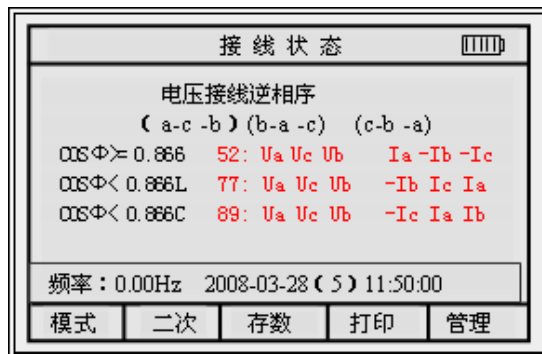 接线状态
电压接线逆相序
( a-c -b ) (b-a -c) (c-b -a)
COSΦ>= 0.866 52: Ua Uc Ub Ia -Ib -Ic
COSΦ< 0.866L 77: Ua Uc Ub -Ib Ic Ia
COSΦ< 0.866C 89: Ua Uc Ub -Ic Ia Ib
频率：0.00Hz 2008-03-28 ( 5 ) 11:50:00
模式 二次 存数 打印 管理